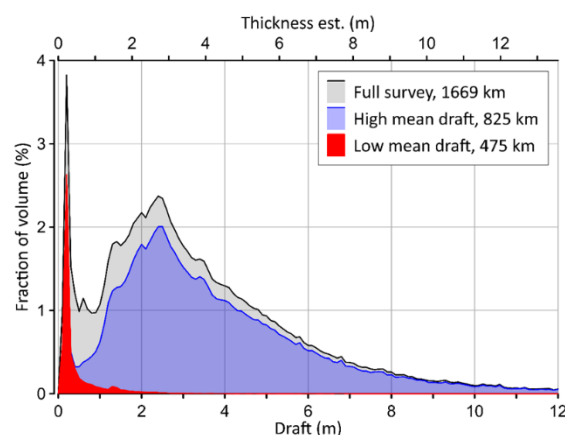 Thickness est. (m)
0 2 4 6 8 10 12
4
3
2
1
0
Fraction of volume (%)
Full survey, 1669 km
High mean draft, 825 km
Low mean draft, 475 km
0 2 4 6 8 10 12
Draft (m)